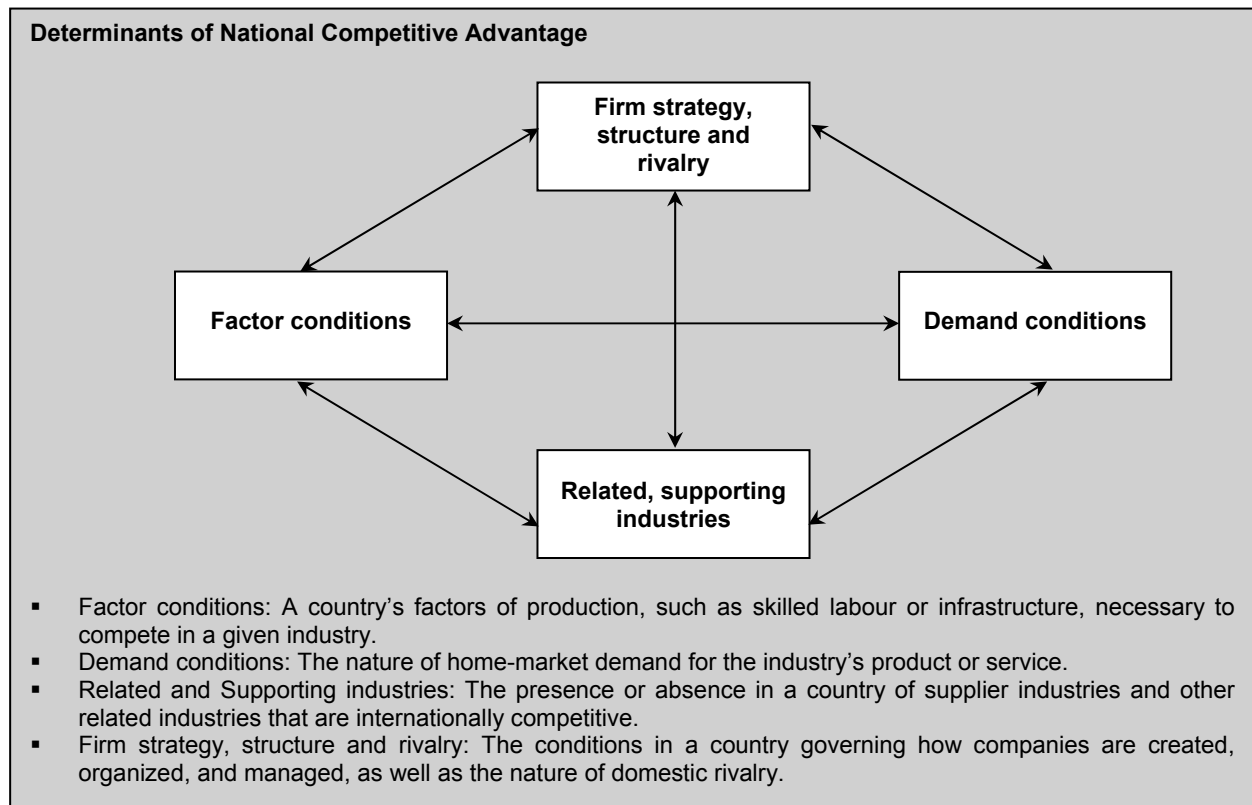 Determinants of National Competitive Advantage
Firm strategy,
structure and
rivalry
Factor conditions
Demand conditions
Related, supporting
industries
▪ Factor conditions: A country’s factors of production, such as skilled labour or infrastructure, necessary to
compete in a given industry.
▪ Demand conditions: The nature of home-market demand for the industry’s product or service.
▪ Related and Supporting industries: The presence or absence in a country of supplier industries and other
related industries that are internationally competitive.
▪ Firm strategy, structure and rivalry: The conditions in a country governing how companies are created,
organized, and managed, as well as the nature of domestic rivalry.